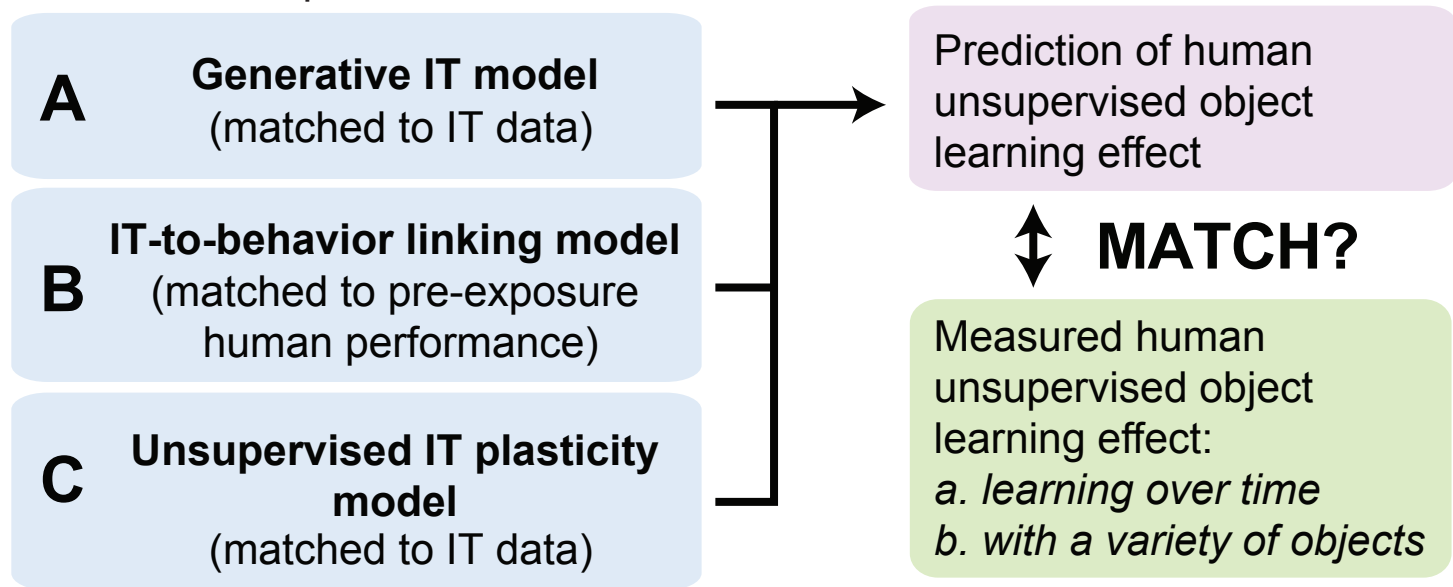 A
Generative IT model
(matched to IT data)
B
IT-to-behavior linking model
(matched to pre-exposure
human performance)
C
Unsupervised IT plasticity
model
(matched to IT data)
Prediction of human
unsupervised object
learning effect
MATCH?
Measured human
unsupervised object
learning effect:
a. learning over time
b. with a variety of objects